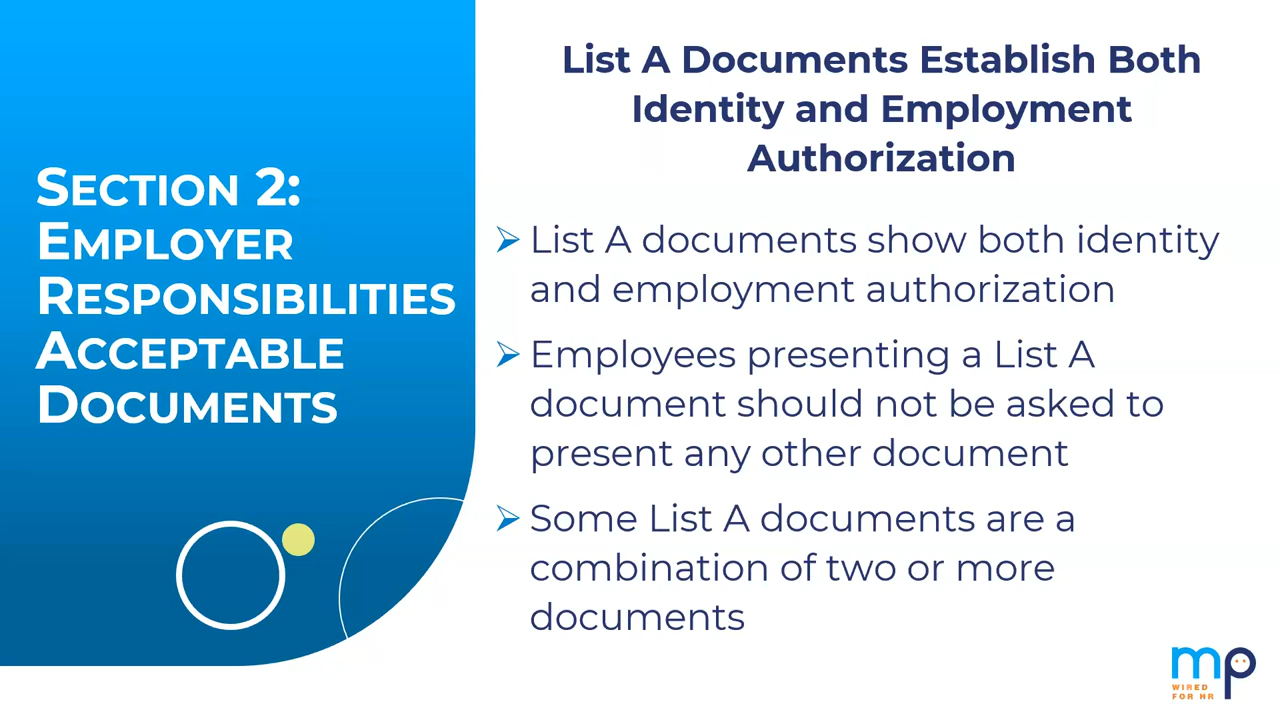 SECTION 2:
EMPLOYER
RESPONSIBILITIES
ACCEPTABLE
DOCUMENTS
List A Documents Establish Both
Identity and Employment
Authorization
➢ List A documents show both identity
and employment authorization
➢ Employees presenting a List A
document should not be asked to
present any other document
➢ Some List A documents are a
combination of two or more
documents
mp
WIRED
FOR HR